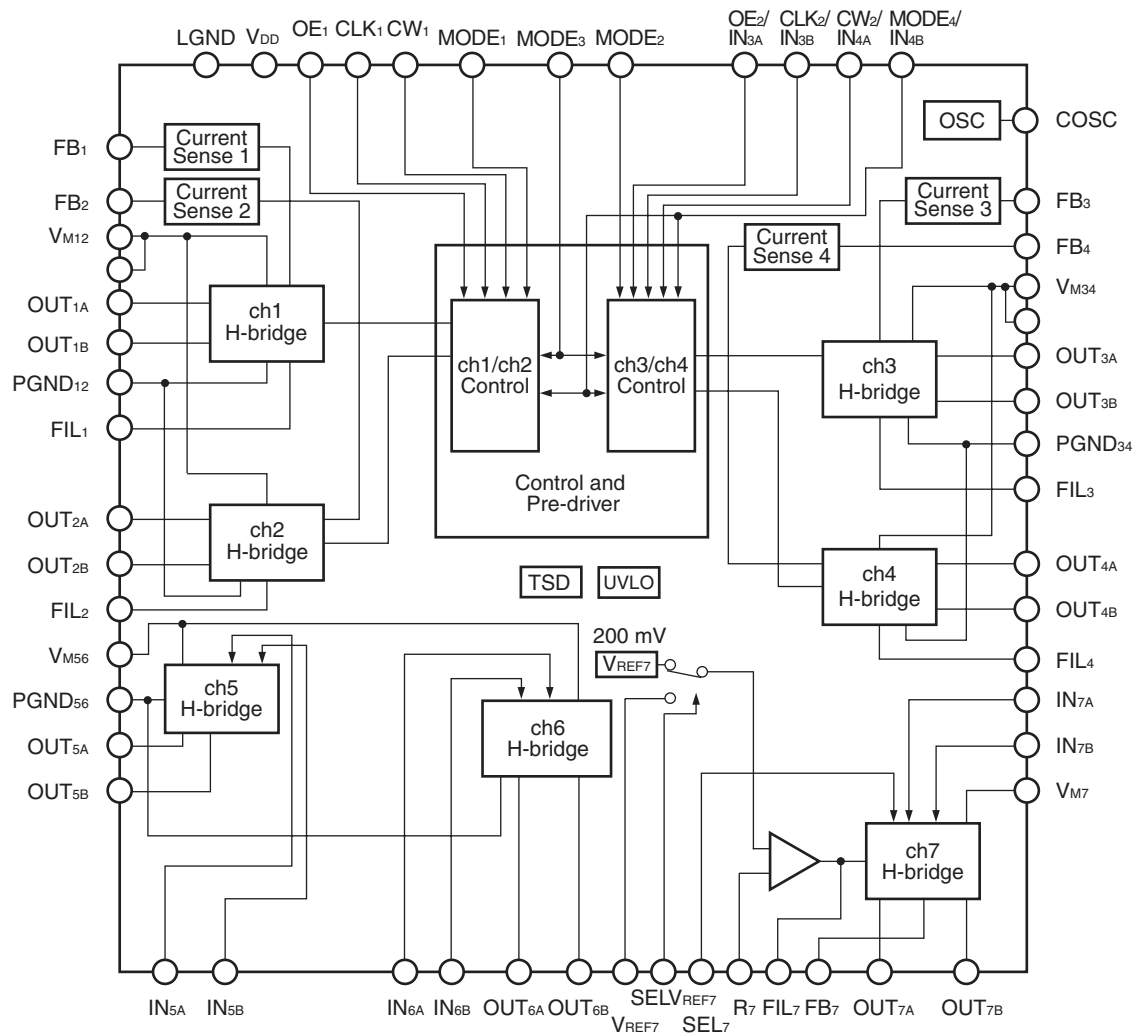 LGND
VDD
OE1
CLK1
CW1
MODE1
MODE3
MODE2
OE2/
IN3A
CLK2/
IN3B
CW2/
IN4A
MODE4/
IN4B
FB1
FB2
VM12
OUT1A
OUT1B
PGND12
FIL1
OUT2A
OUT2B
FIL2
VM56
PGND56
OUT5A
OUT5B
Current
Sense 1
Current
Sense 2
ch1
H-bridge
ch2
H-bridge
ch5
H-bridge
ch1/ch2
Control
ch3/ch4
Control
Control and
Pre-driver
TSD
UVLO
200 mV
VREF7
ch6
H-bridge
OSC
Current
Sense 3
Current
Sense 4
ch3
H-bridge
ch4
H-bridge
ch7
H-bridge
COSC
FB3
FB4
VM34
OUT3A
OUT3B
PGND34
FIL3
OUT4A
OUT4B
FIL4
IN7A
IN7B
VM7
IN5A
IN5B
IN6A
IN6B
OUT6A
OUT6B
VREF7
SELVREF7
SEL7
R7
FIL7
FB7
OUT7A
OUT7B